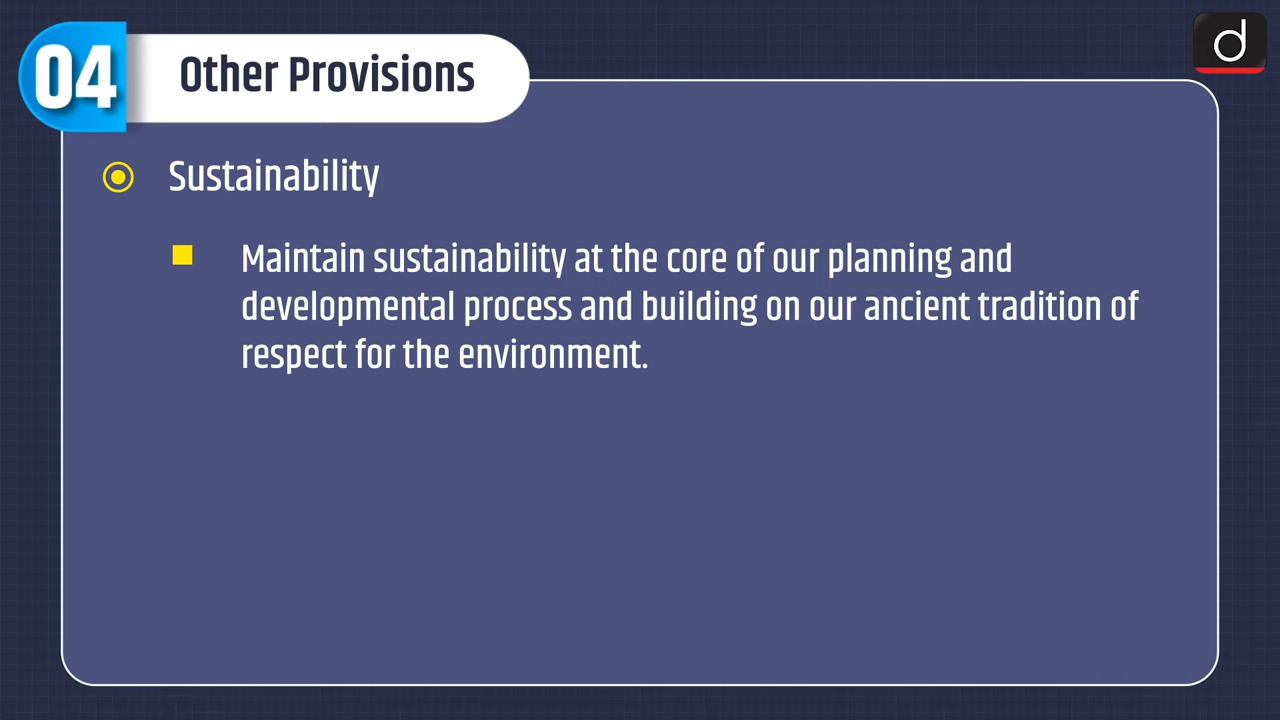 04
Other Provisions
d
Sustainability
Maintain sustainability at the core of our planning and
developmental process and building on our ancient tradition of
respect for the environment.